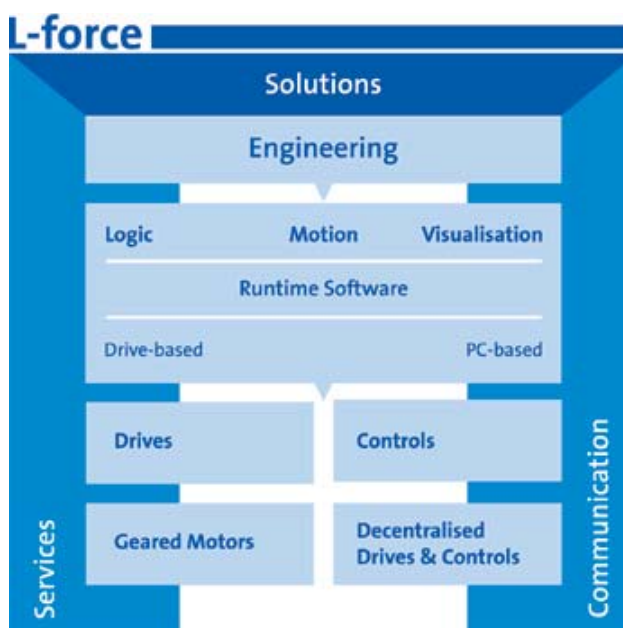 L-force
Solutions
Engineering
Logic Motion Visualisation
Runtime Software
Drive-based PC-based
Drives Controls
Geared Motors
Decentralised
Drives & Controls
Services
Communication